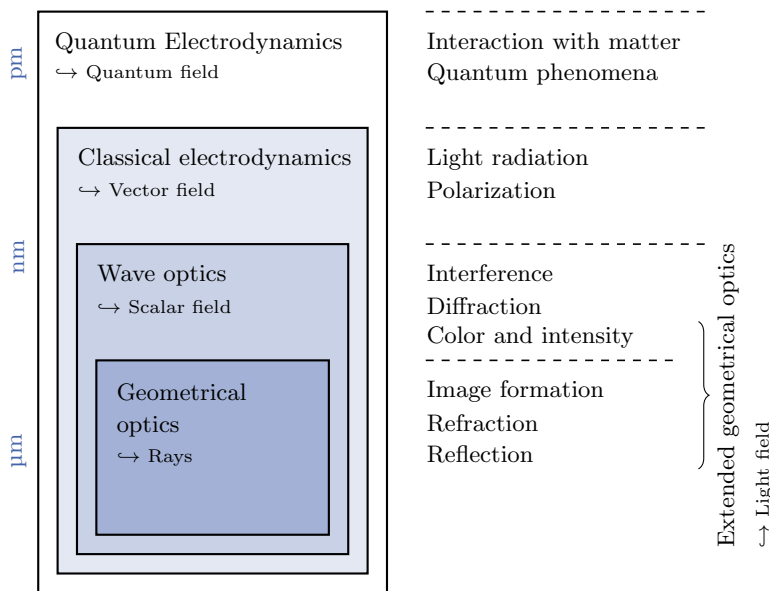 pm
Quantum Electrodynamics
↪ Quantum field
Interaction with matter
Quantum phenomena
Classical electrodynamics
↪ Vector field
Light radiation
Polarization
nm
Wave optics
↪ Scalar field
Interference
Diffraction
Color and intensity
µm
Geometrical
optics
↪ Rays
Image formation
Refraction
Reflection
Extended geometrical optics
↪ Light field